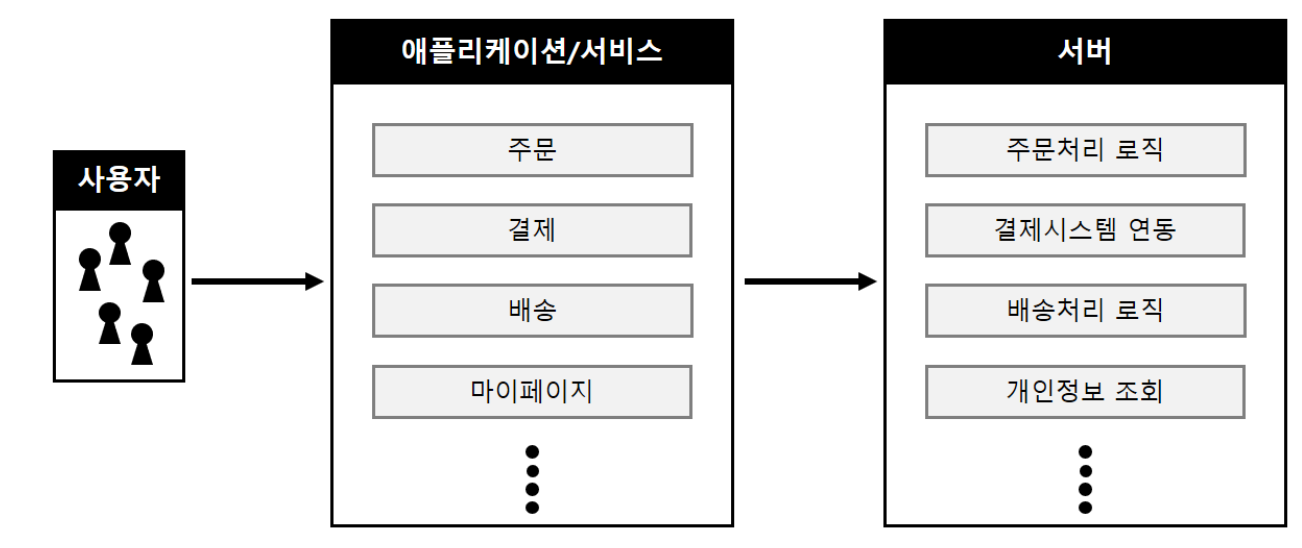 사용자
애플리케이션/서비스
주문
결제
배송
마이페이지
서버
주문처리 로직
결제시스템 연동
배송처리 로직
개인정보 조회